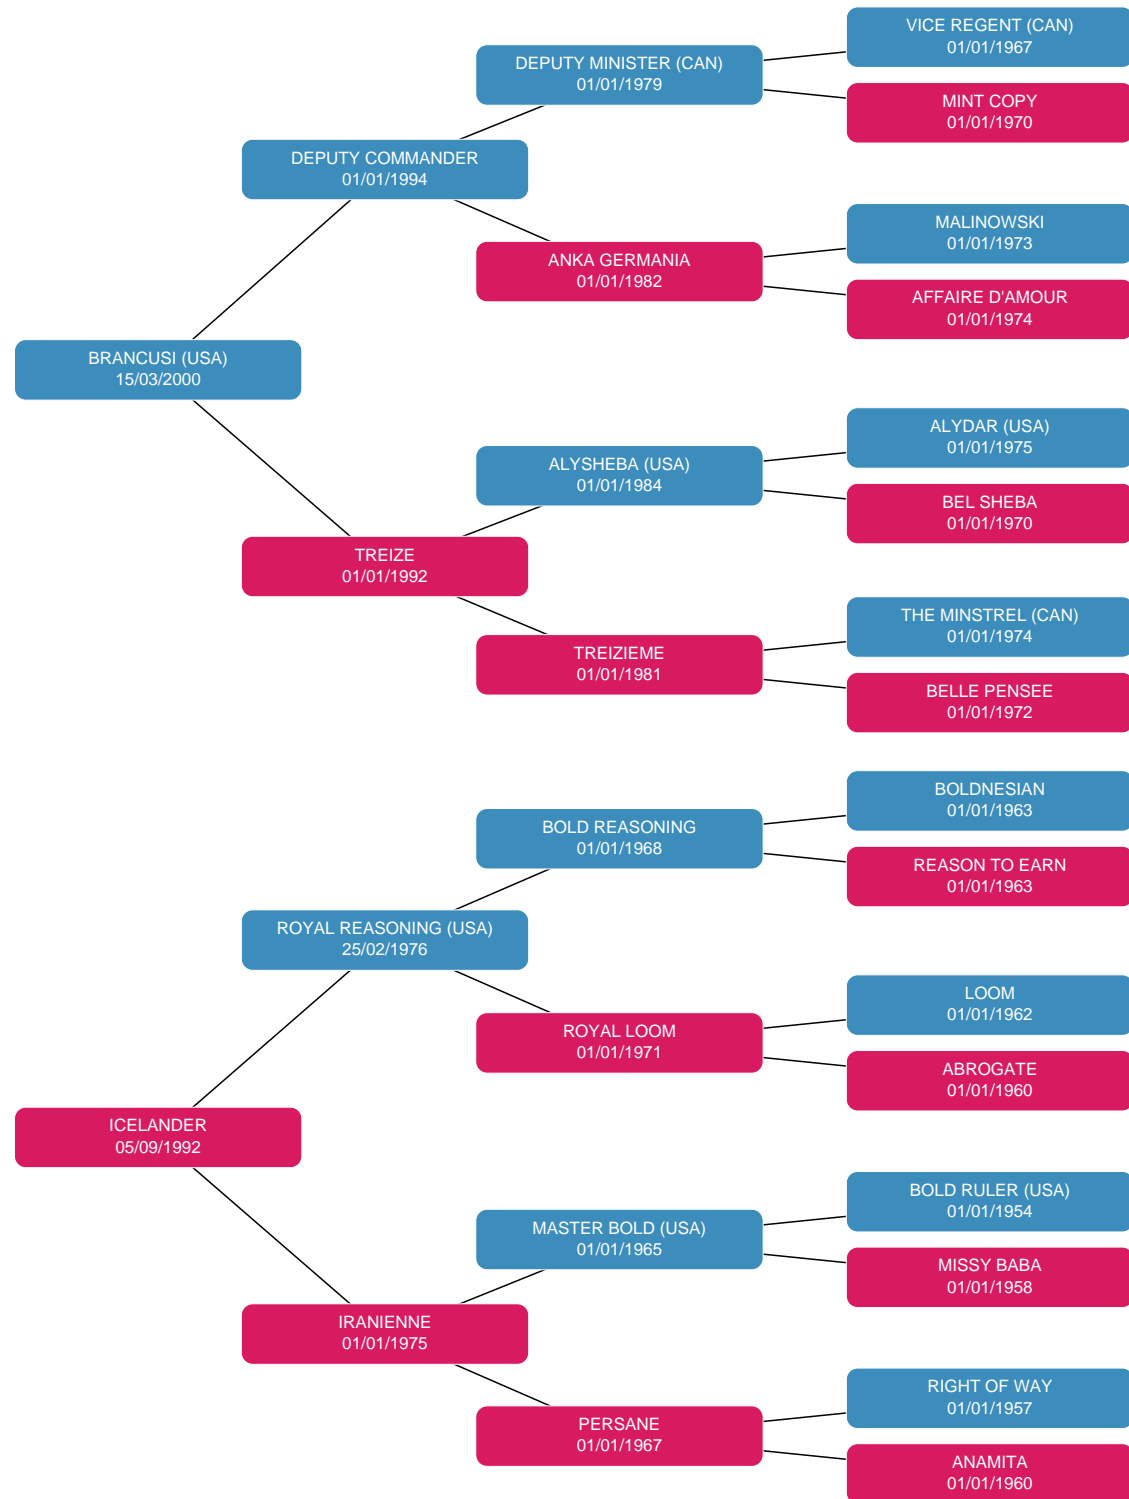 VICE REGENT (CAN)
01/01/1967
DEPUTY MINISTER (CAN)
01/01/1979
MINT COPY
01/01/1970
DEPUTY COMMANDER
01/01/1994
MALINOWSKI
01/01/1973
ANKA GERMANIA
01/01/1982
AFFAIRE D'AMOUR
01/01/1974
BRANCUSI (USA)
15/03/2000
ALYDAR (USA)
01/01/1975
ALYSHEBA (USA)
01/01/1984
BEL SHEBA
01/01/1970
TREIZE
01/01/1992
THE MINSTREL (CAN)
01/01/1974
TREIZIEME
01/01/1981
BELLE PENSEE
01/01/1972
BOLDNESIAN
01/01/1963
BOLD REASONING
01/01/1968
REASON TO EARN
01/01/1963
ROYAL REASONING (USA)
25/02/1976
LOOM
01/01/1962
ROYAL LOOM
01/01/1971
ABROGATE
01/01/1960
ICELANDER
05/09/1992
BOLD RULER (USA)
01/01/1954
MASTER BOLD (USA)
01/01/1965
MISSY BABA
01/01/1958
IRANIENNE
01/01/1975
RIGHT OF WAY
01/01/1957
PERSANE
01/01/1967
ANAMITA
01/01/1960